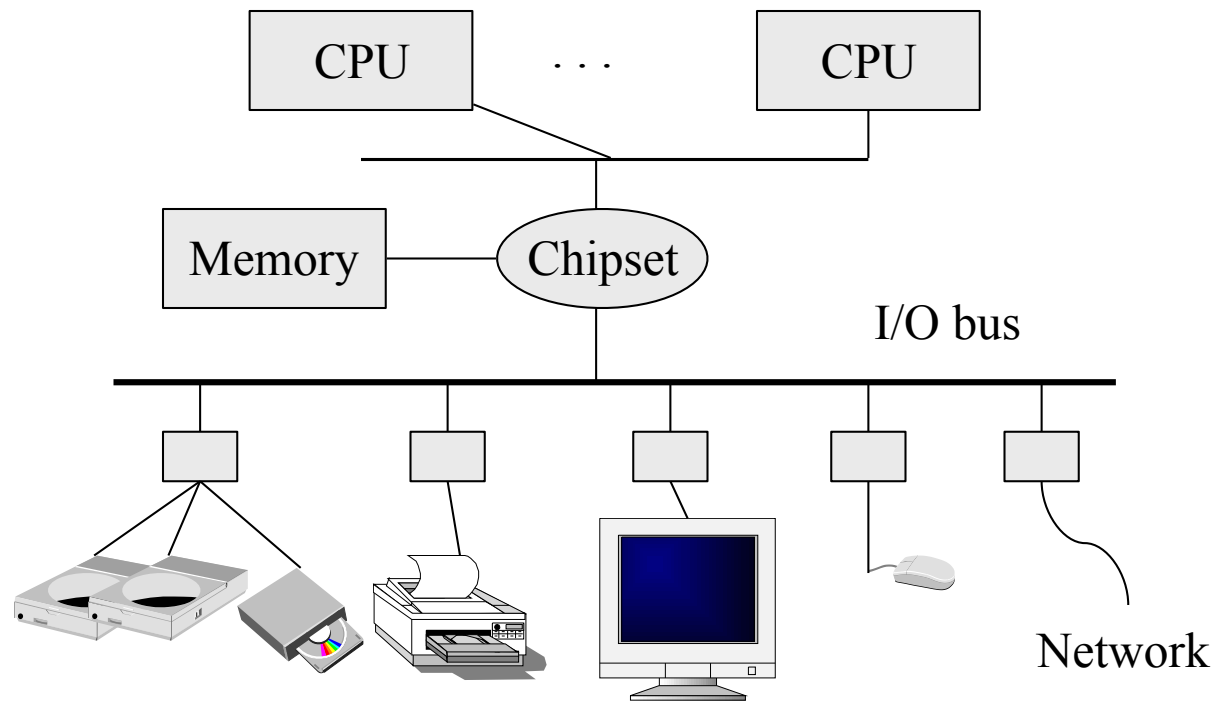 CPU
. . .
CPU
Memory
Chipset
I/O bus
Network